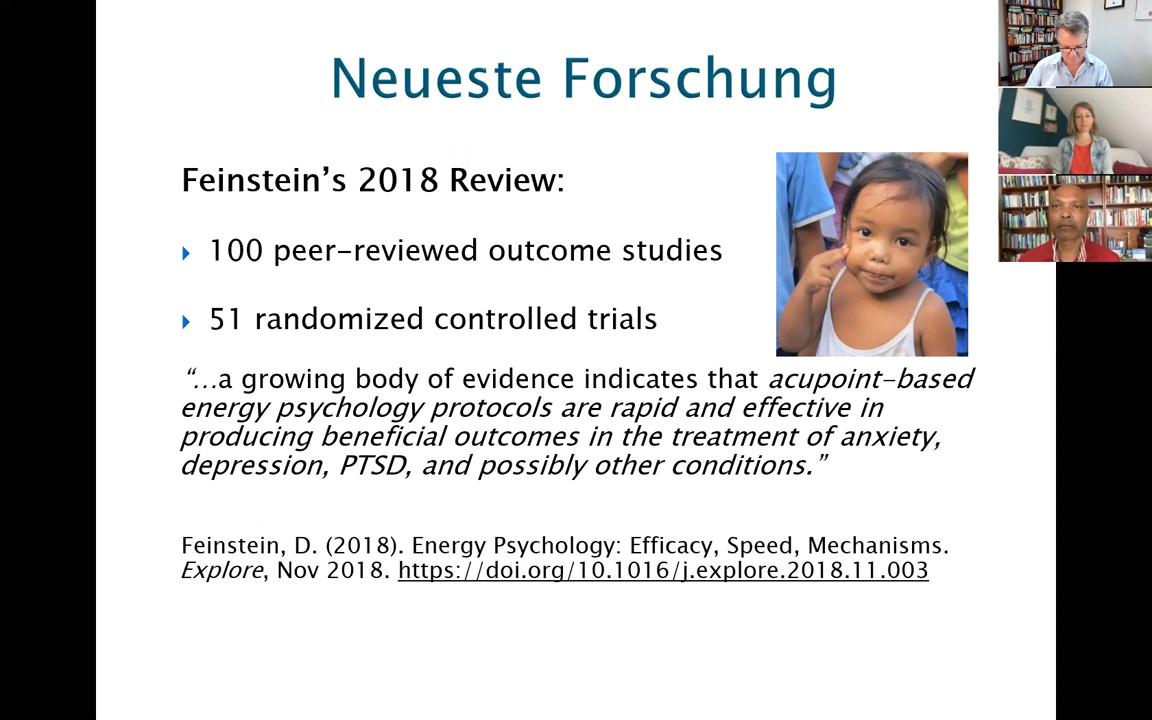 Neueste Forschung
Feinstein’s 2018 Review:
100 peer-reviewed outcome studies
51 randomized controlled trials
“…a growing body of evidence indicates that acupoint-based
energy psychology protocols are rapid and effective in
producing beneficial outcomes in the treatment of anxiety,
depression, PTSD, and possibly other conditions.”
Feinstein, D. (2018). Energy Psychology: Efficacy, Speed, Mechanisms.
Explore, Nov 2018. https://doi.org/10.1016/j.explore.2018.11.003